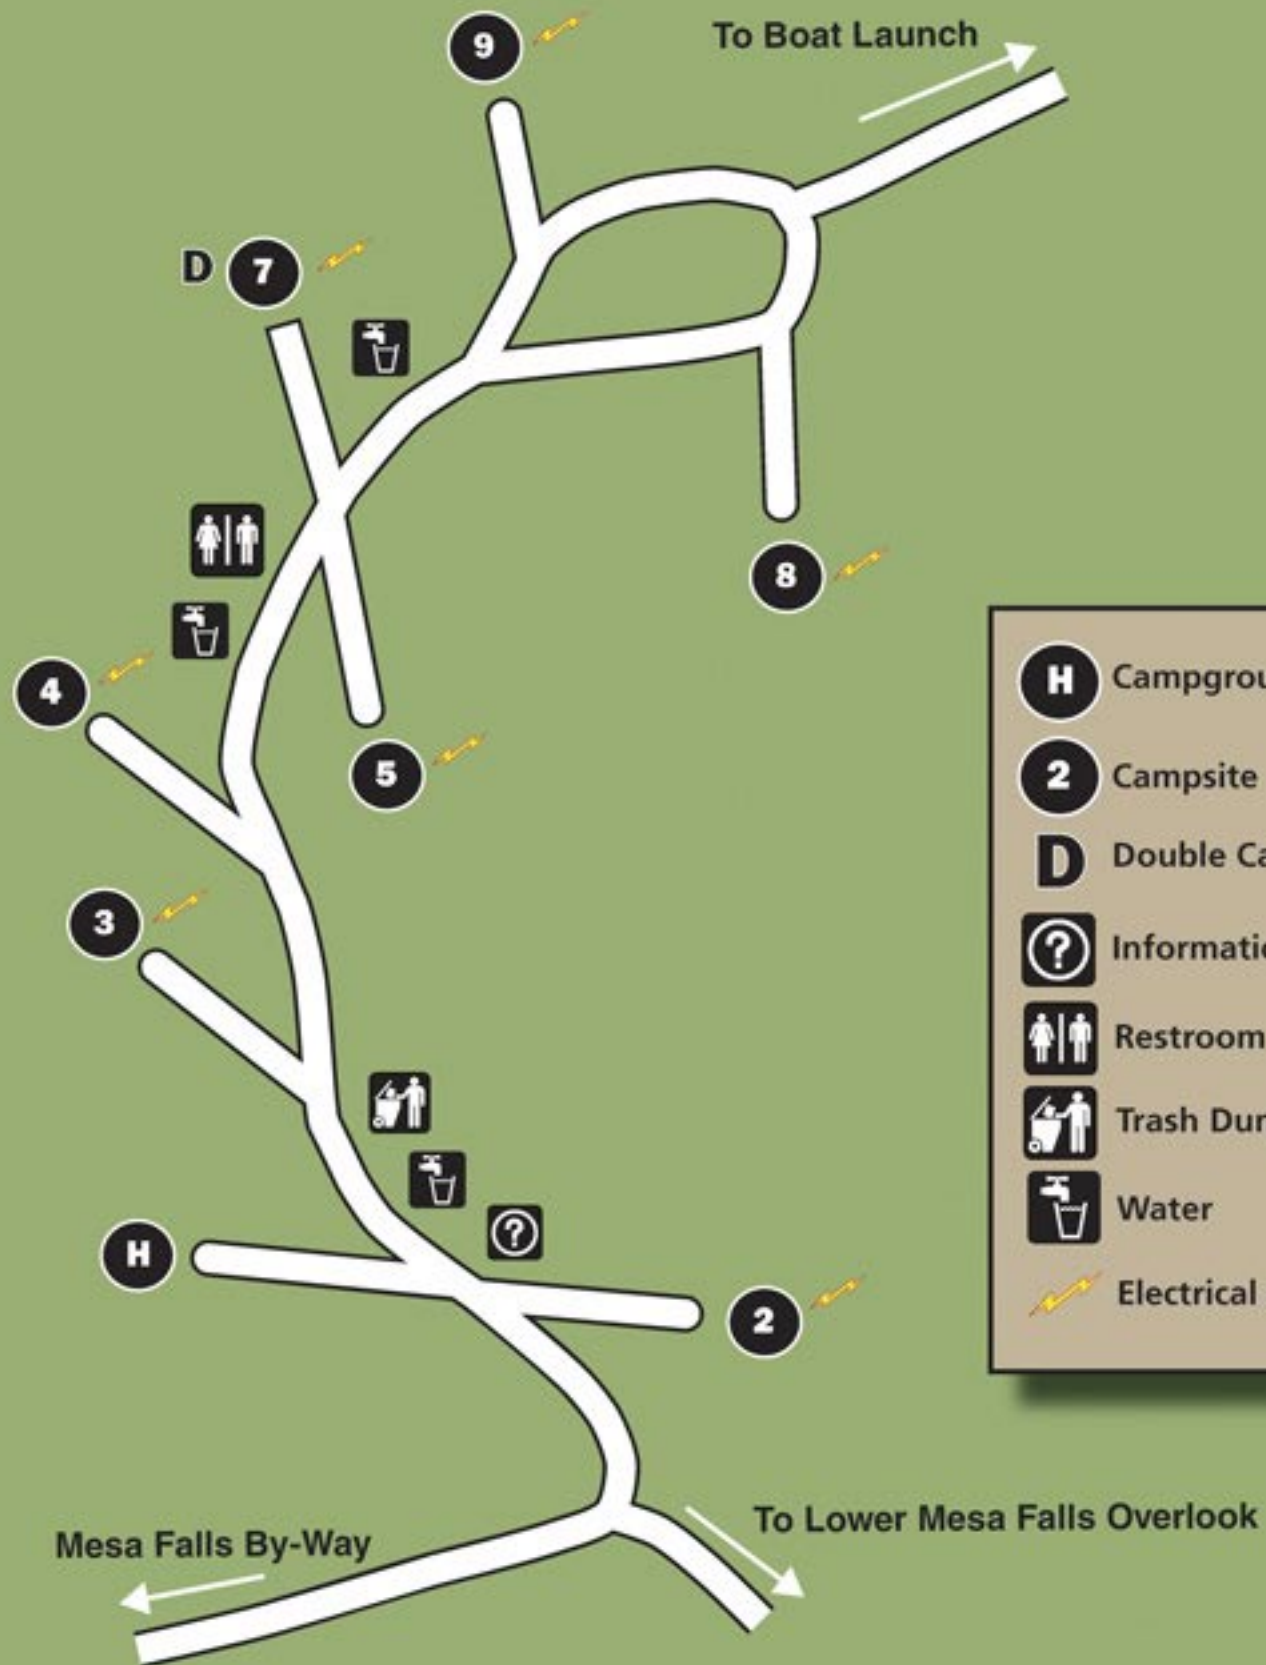 9
To Boat Launch
D 7
8
4
5
3
H
2
H Campgrou
2 Campsite
D Double Ca
? Informatio
Restroom
Trash Dum
Water
Electrical
?
Mesa Falls By-Way
To Lower Mesa Falls Overlook